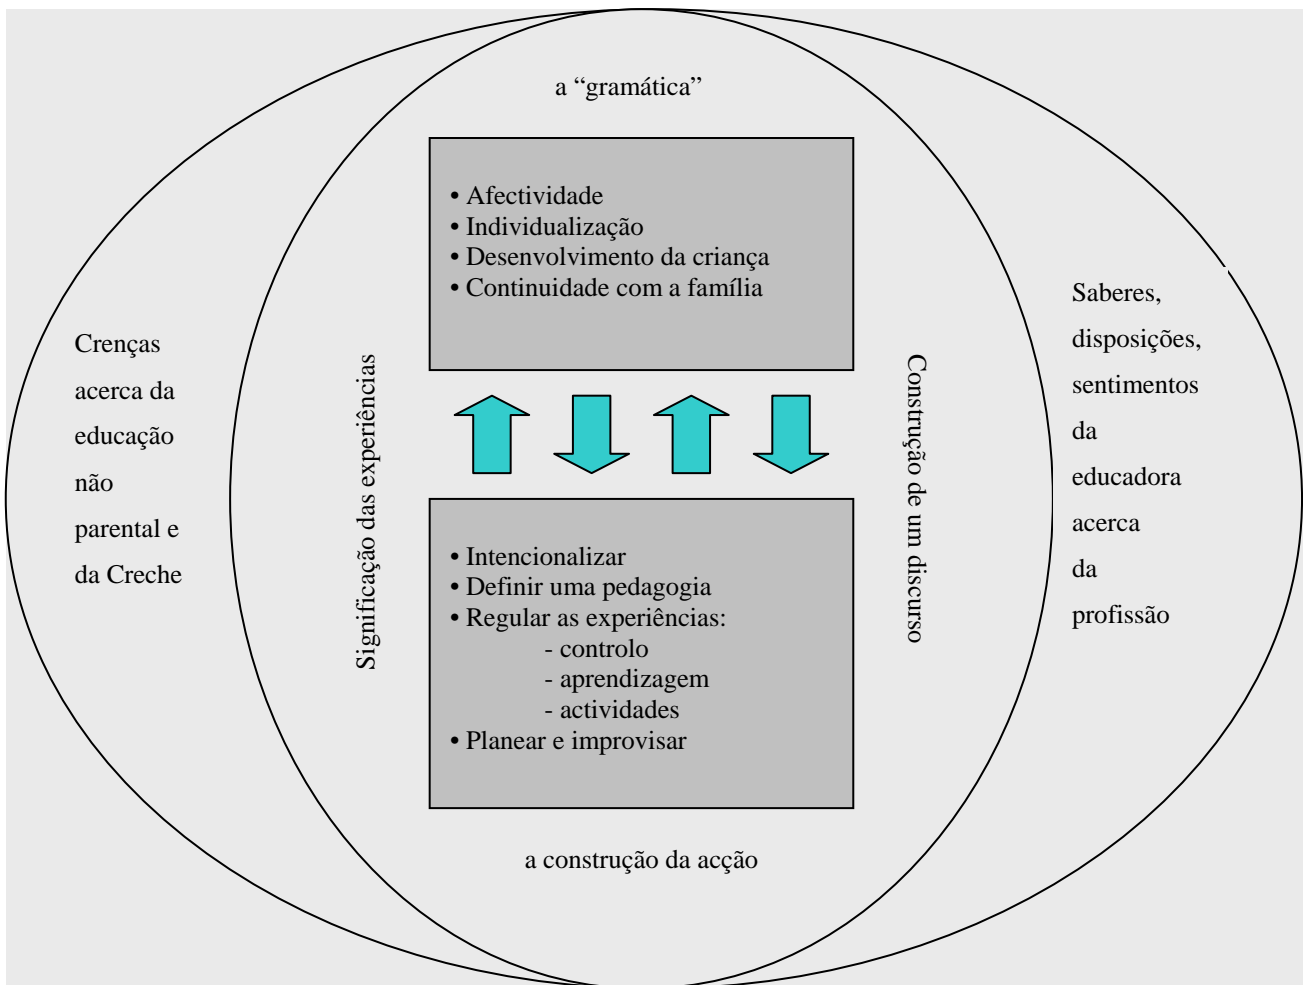 a “gramática”
• Afectividade
• Individualização
• Desenvolvimento da criança
• Continuidade com a família
Crenças
acerca da
educação
não
parental e
da Creche
Significação das experiências
Construção de um discurso
Saberes,
disposições,
sentimentos
da
educadora
acerca
da
profissão
• Intencionalizar
• Definir uma pedagogia
• Regular as experiências:
- controlo
- aprendizagem
- actividades
• Planear e improvisar
a construção da acção